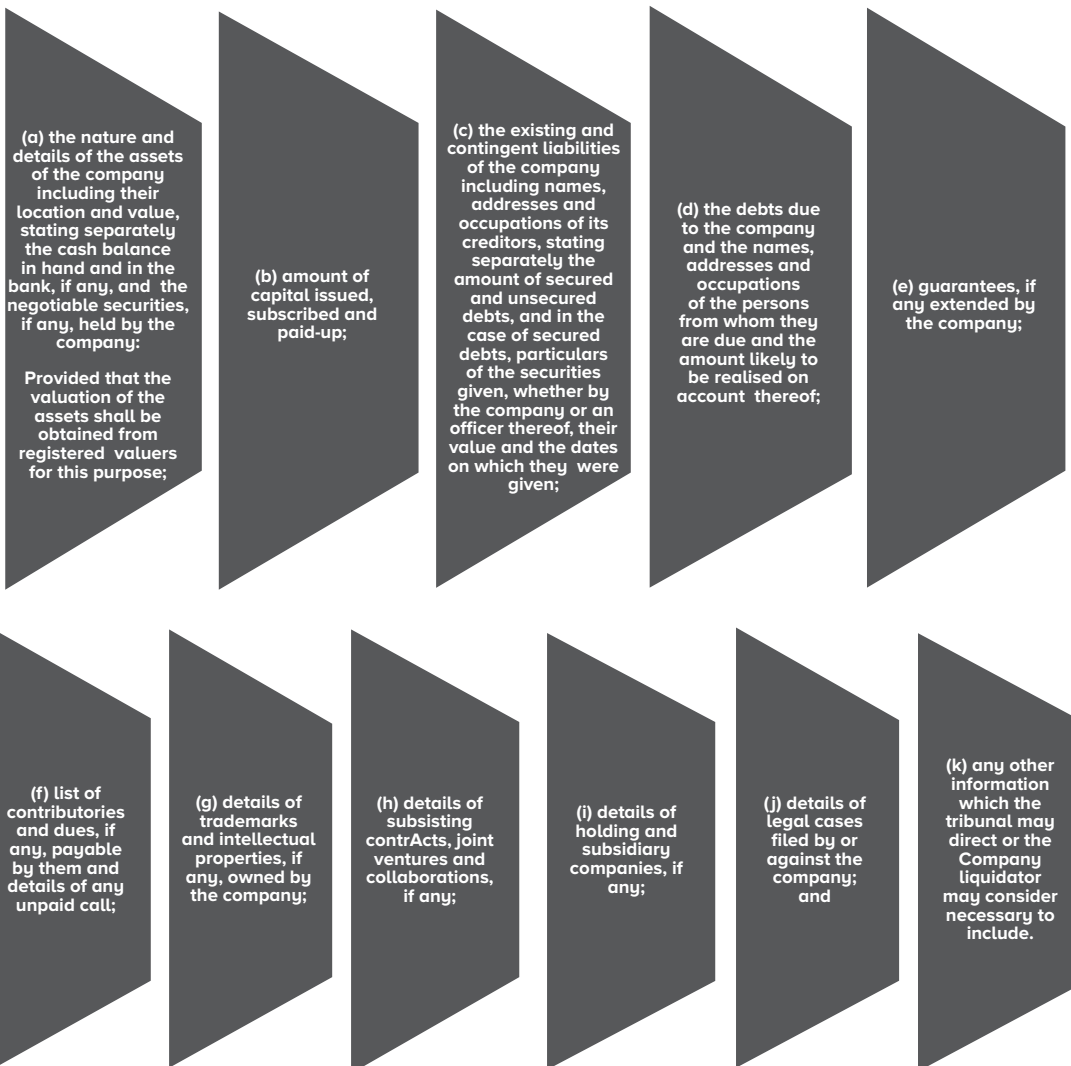 (a) the nature and
details of the assets
of the company
including their
location and value,
stating separately
the cash balance
in hand and in the
bank, if any, and the
negotiable securities,
if any, held by the
company:
Provided that the
valuation of the
assets shall be
obtained from
registered valuers
for this purpose;
(b) amount of
capital issued,
subscribed and
paid-up;
(c) the existing and
contingent liabilities
of the company
including names,
addresses and
occupations of its
creditors, stating
separately the
amount of secured
and unsecured
debts, and in the
case of secured
debts, particulars
of the securities
given, whether by
the company or an
officer thereof, their
value and the dates
on which they were
given;
(d) the debts due
to the company
and the names,
addresses and
occupations
of the persons
from whom they
are due and the
amount likely to
be realised on
account thereof;
(e) guarantees, if
any extended by
the company;
(f) list of
contributories
and dues, if
any, payable
by them and
details of any
unpaid call;
(g) details of
trademarks
and intellectual
properties, if
any, owned by
the company;
(h) details of
subsisting
contrActs, joint
ventures and
collaborations,
if any;
(i) details of
holding and
subsidiary
companies, if
any;
(j) details of
legal cases
filed by or
against the
company;
and
(k) any other
information
which the
tribunal may
direct or the
Company
liquidator
may consider
necessary to
include.